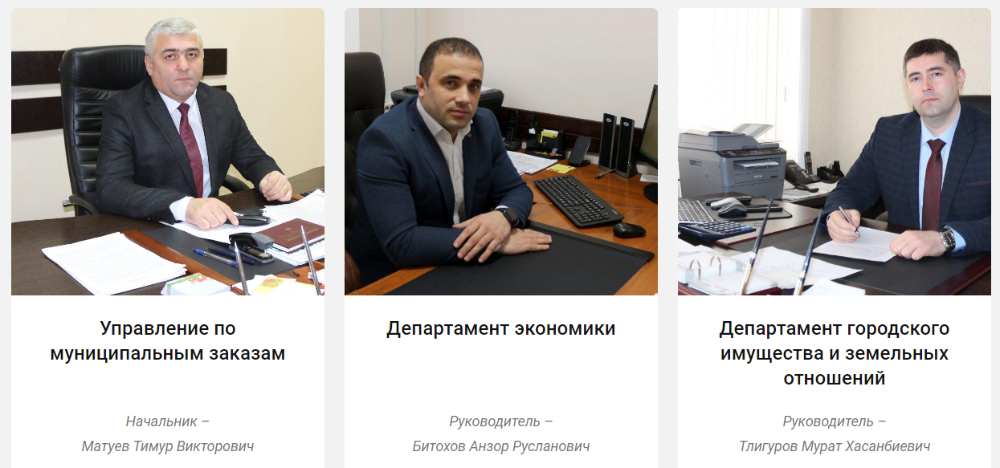 Управление по
муниципальным заказам
Начальник –
Матуев Тимур Викторович
Департамент экономики
Руководитель –
Битохов Анзор Русланович
Департамент городского
имущества и земельных
отношений
Руководитель –
Тлигуров Мурат Хасанбиевич